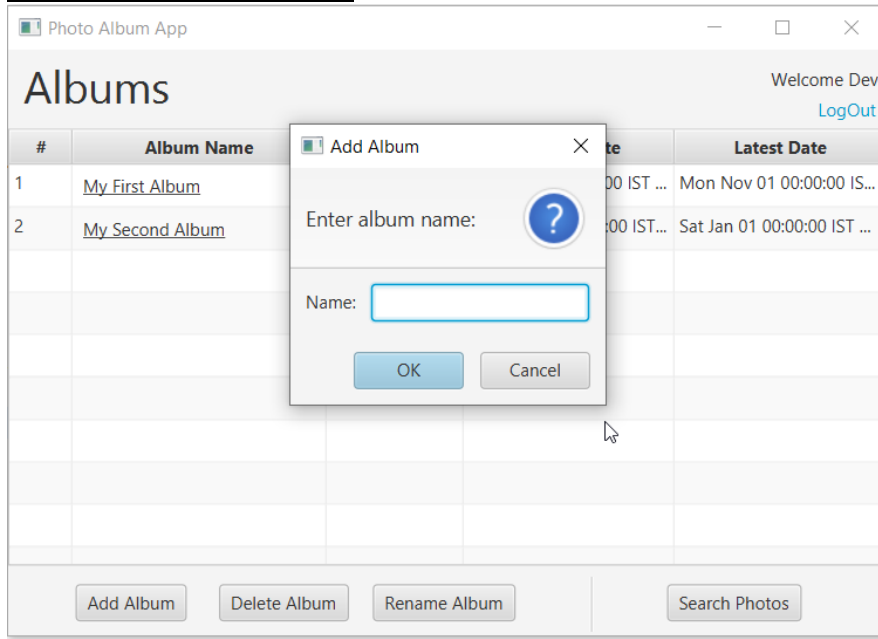 Photo Album App
Albums
Welcome Dev
LogOut
# Album Name te Latest Date
1 My First Album 00 IST ... Mon Nov 01 00:00:00 IS...
2 My Second Album :00 IST... Sat Jan 01 00:00:00 IST ...
Add Album
Enter album name:
?
Name:
OK Cancel
Add Album Delete Album Rename Album Search Photos